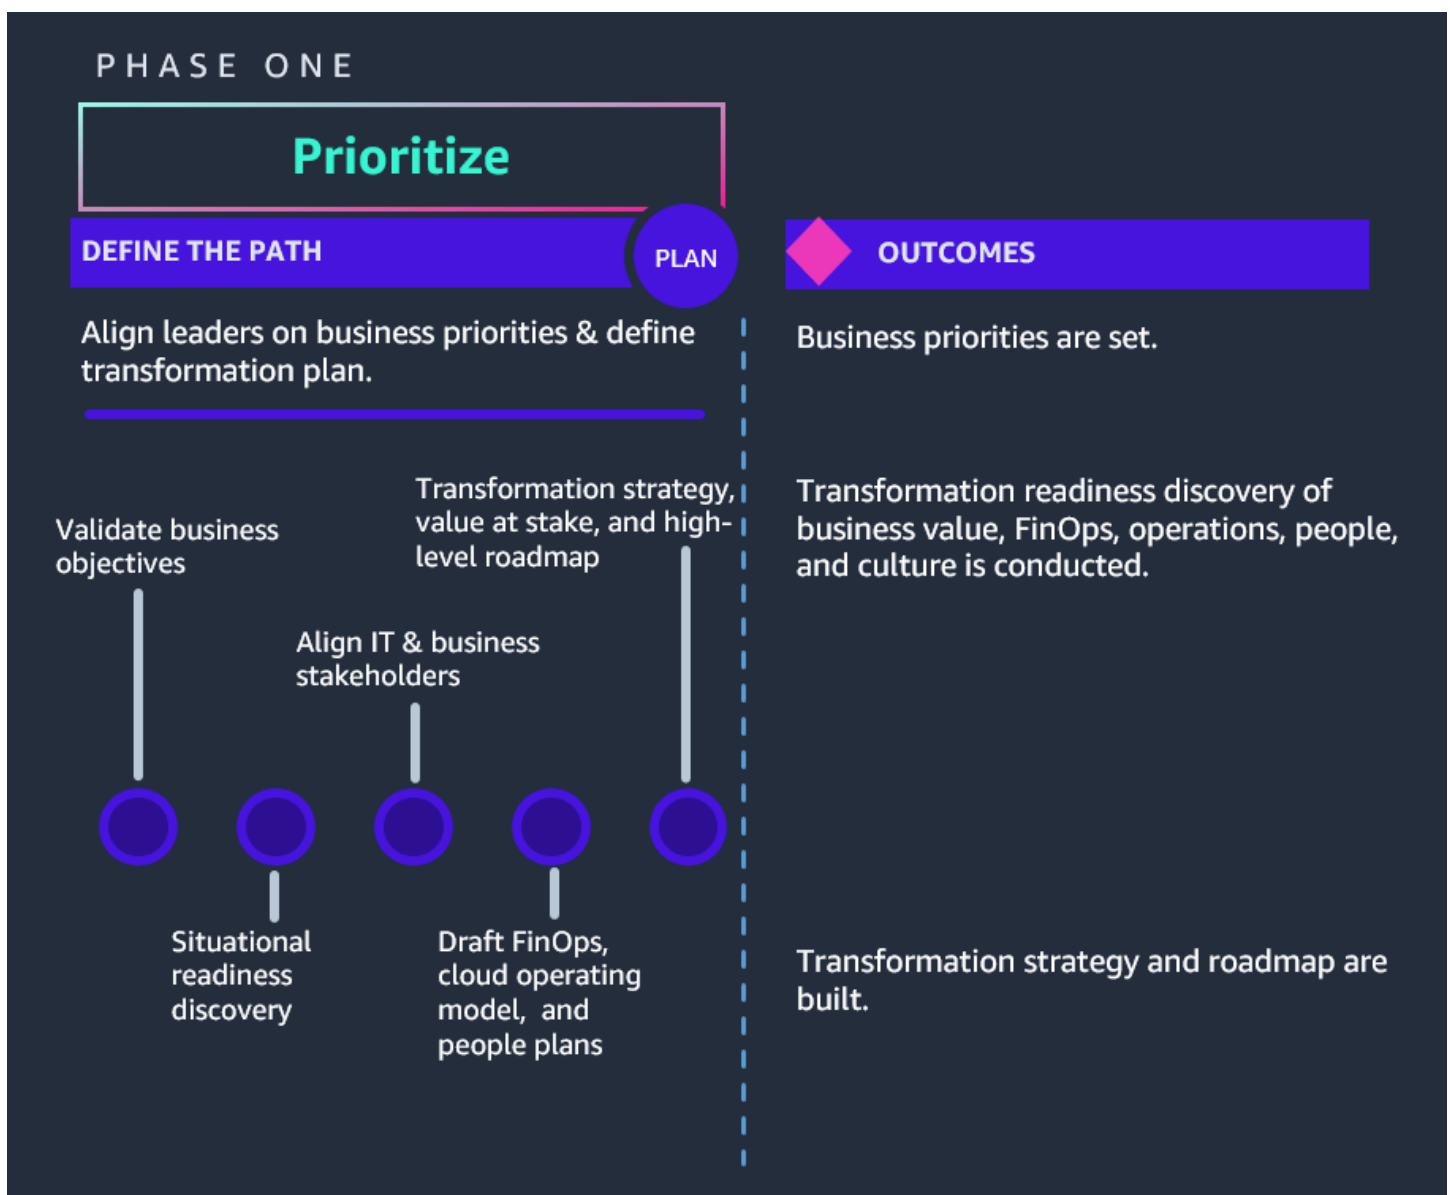 PHASE ONE
Prioritize
DEFINE THE PATH
PLAN
Align leaders on business priorities & define
transformation plan.
Validate business
objectives
Situational
readiness
discovery
Align IT & business
stakeholders
Draft FinOps,
cloud operating
model,  and
people plans
Transformation strategy,
value at stake, and high-
level roadmap
OUTCOMES
Business priorities are set.
Transformation readiness discovery of
business value, FinOps, operations, people,
and culture is conducted.
Transformation strategy and roadmap are
built.